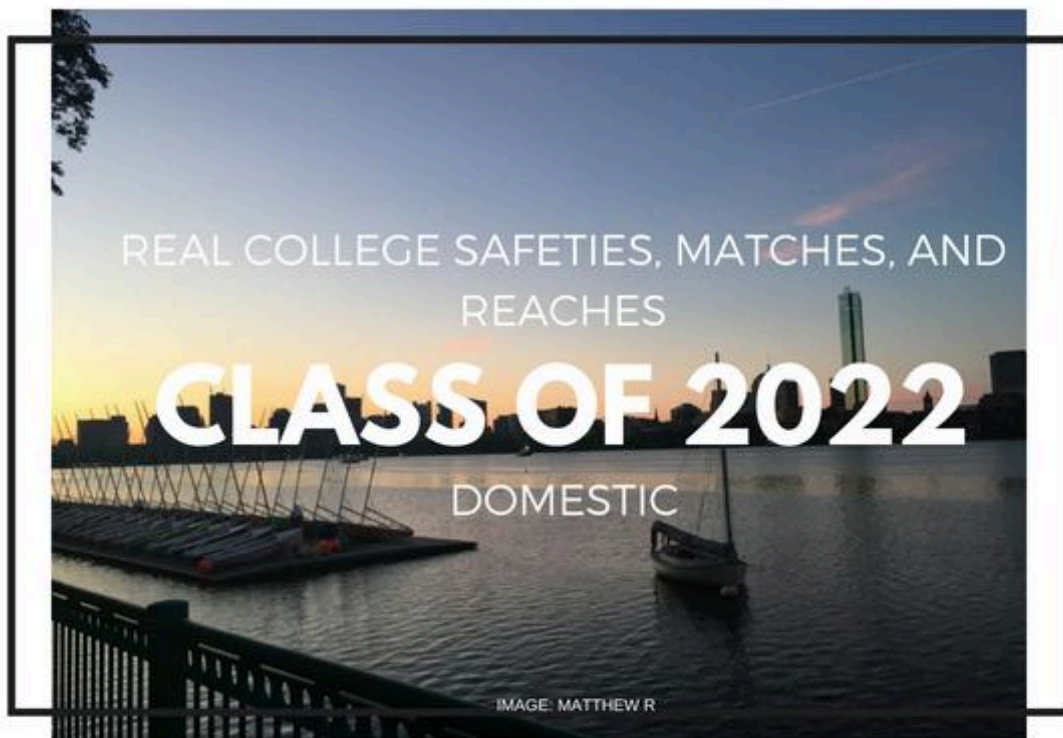 REAL COLLEGE SAFETIES, MATCHES, AND
REACHES
CLASS OF 2022
DOMESTIC
IMAGE: MATTHEW R